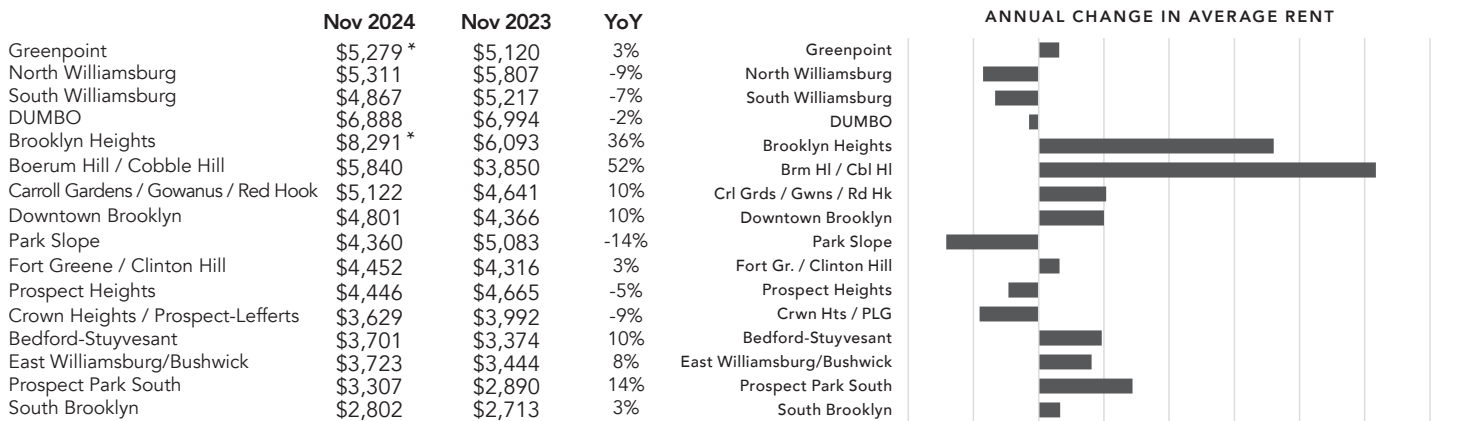 Nov 2024 Nov 2023 YoY
Greenpoint $5,279 * $5,120 3%
North Williamsburg $5,311 $5,807 -9%
South Williamsburg $4,867 $5,217 -7%
DUMBO $6,888 $6,994 -2%
Brooklyn Heights $8,291 * $6,093 36%
Boerum Hill / Cobble Hill $5,840 $3,850 52%
Carroll Gardens / Gowanus / Red Hook $5,122 $4,641 10%
Downtown Brooklyn $4,801 $4,366 10%
Park Slope $4,360 $5,083 -14%
Fort Greene / Clinton Hill $4,452 $4,316 3%
Prospect Heights $4,446 $4,665 -5%
Crown Heights / Prospect-Lefferts $3,629 $3,992 -9%
Bedford-Stuyvesant $3,701 $3,374 10%
East Williamsburg/Bushwick $3,723 $3,444 8%
Prospect Park South $3,307 $2,890 14%
South Brooklyn $2,802 $2,713 3%
ANNUAL CHANGE IN AVERAGE RENT
Greenpoint
North Williamsburg
South Williamsburg
DUMBO
Brooklyn Heights
Brm Hl / Cbl Hl
Crl Grds / Gwns / Rd Hk
Downtown Brooklyn
Park Slope
Fort Gr. / Clinton Hill
Prospect Heights
Crwn Hts / PLG
Bedford-Stuyvesant
East Williamsburg/Bushwick
Prospect Park South
South Brooklyn